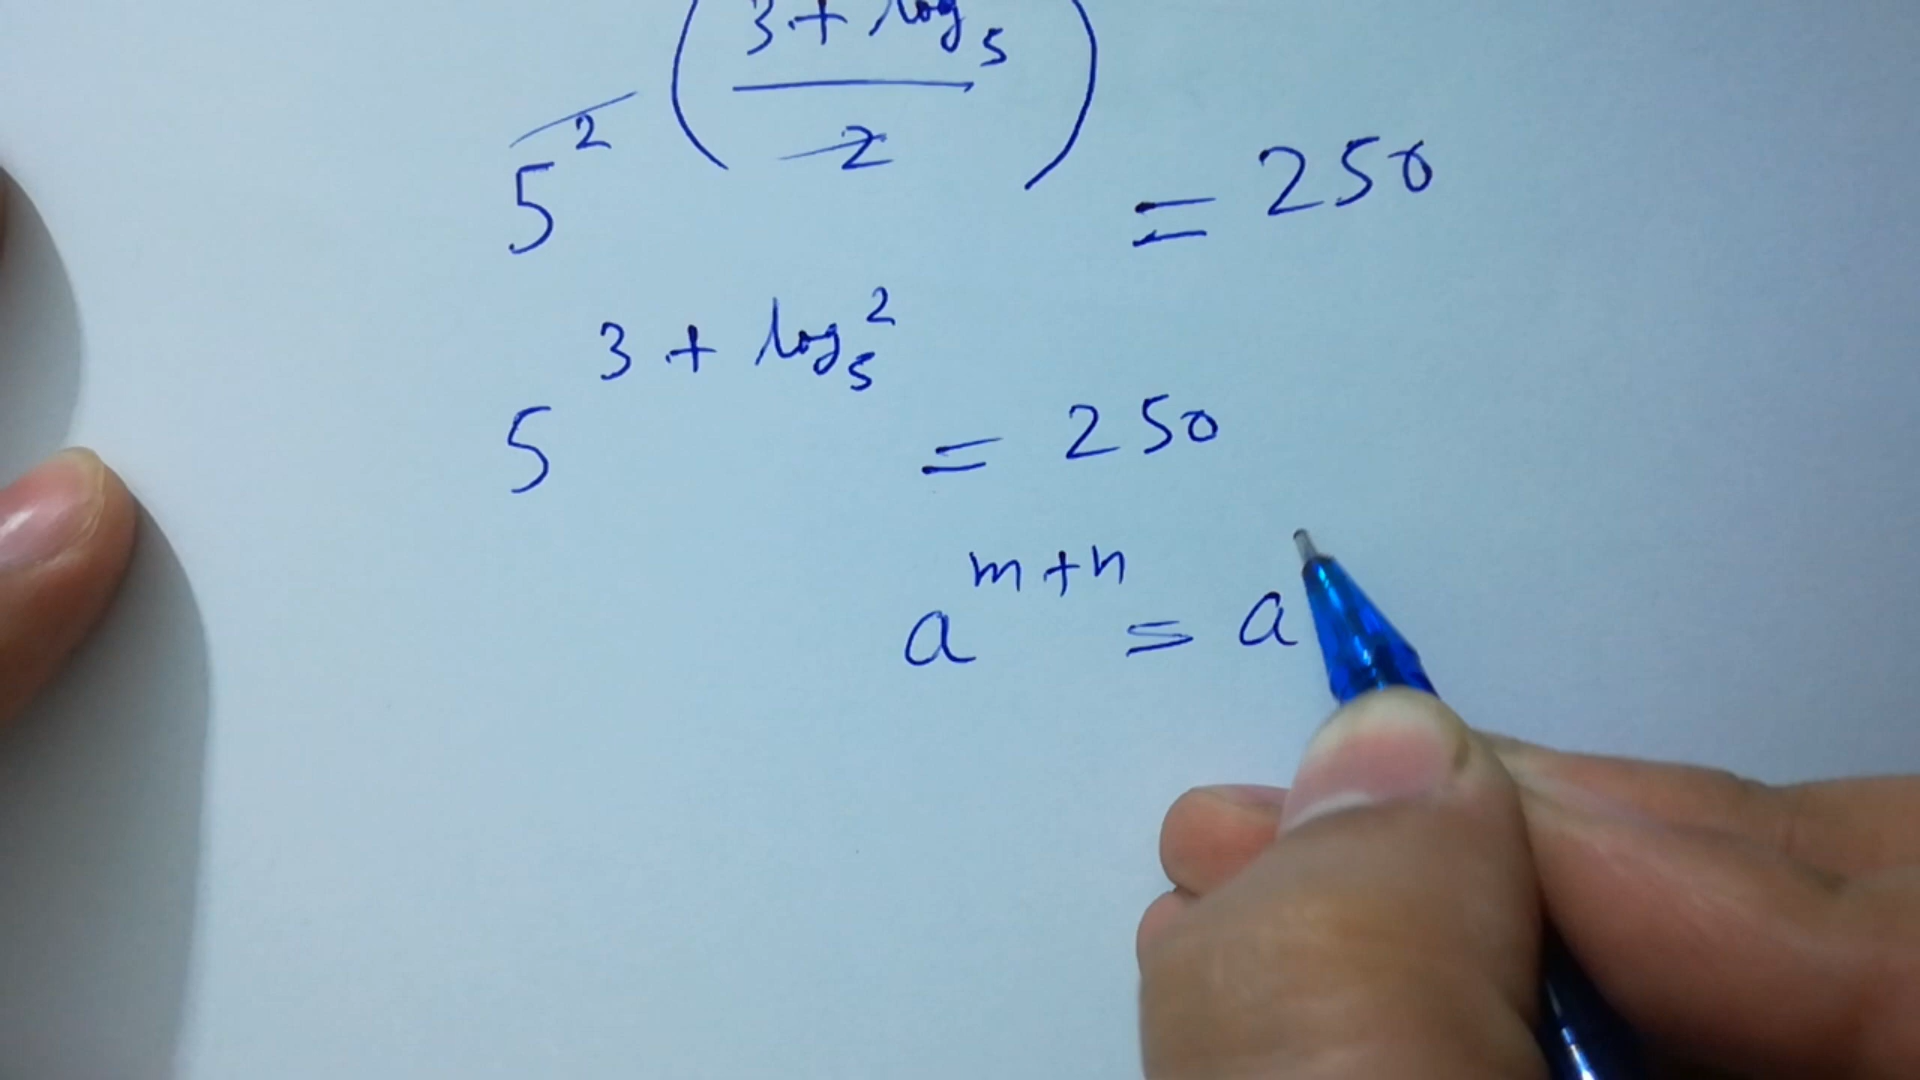 5^2(3 + log_5 / 2) = 250
5^(3 + log_5^2) = 250
a^(m+n) = a